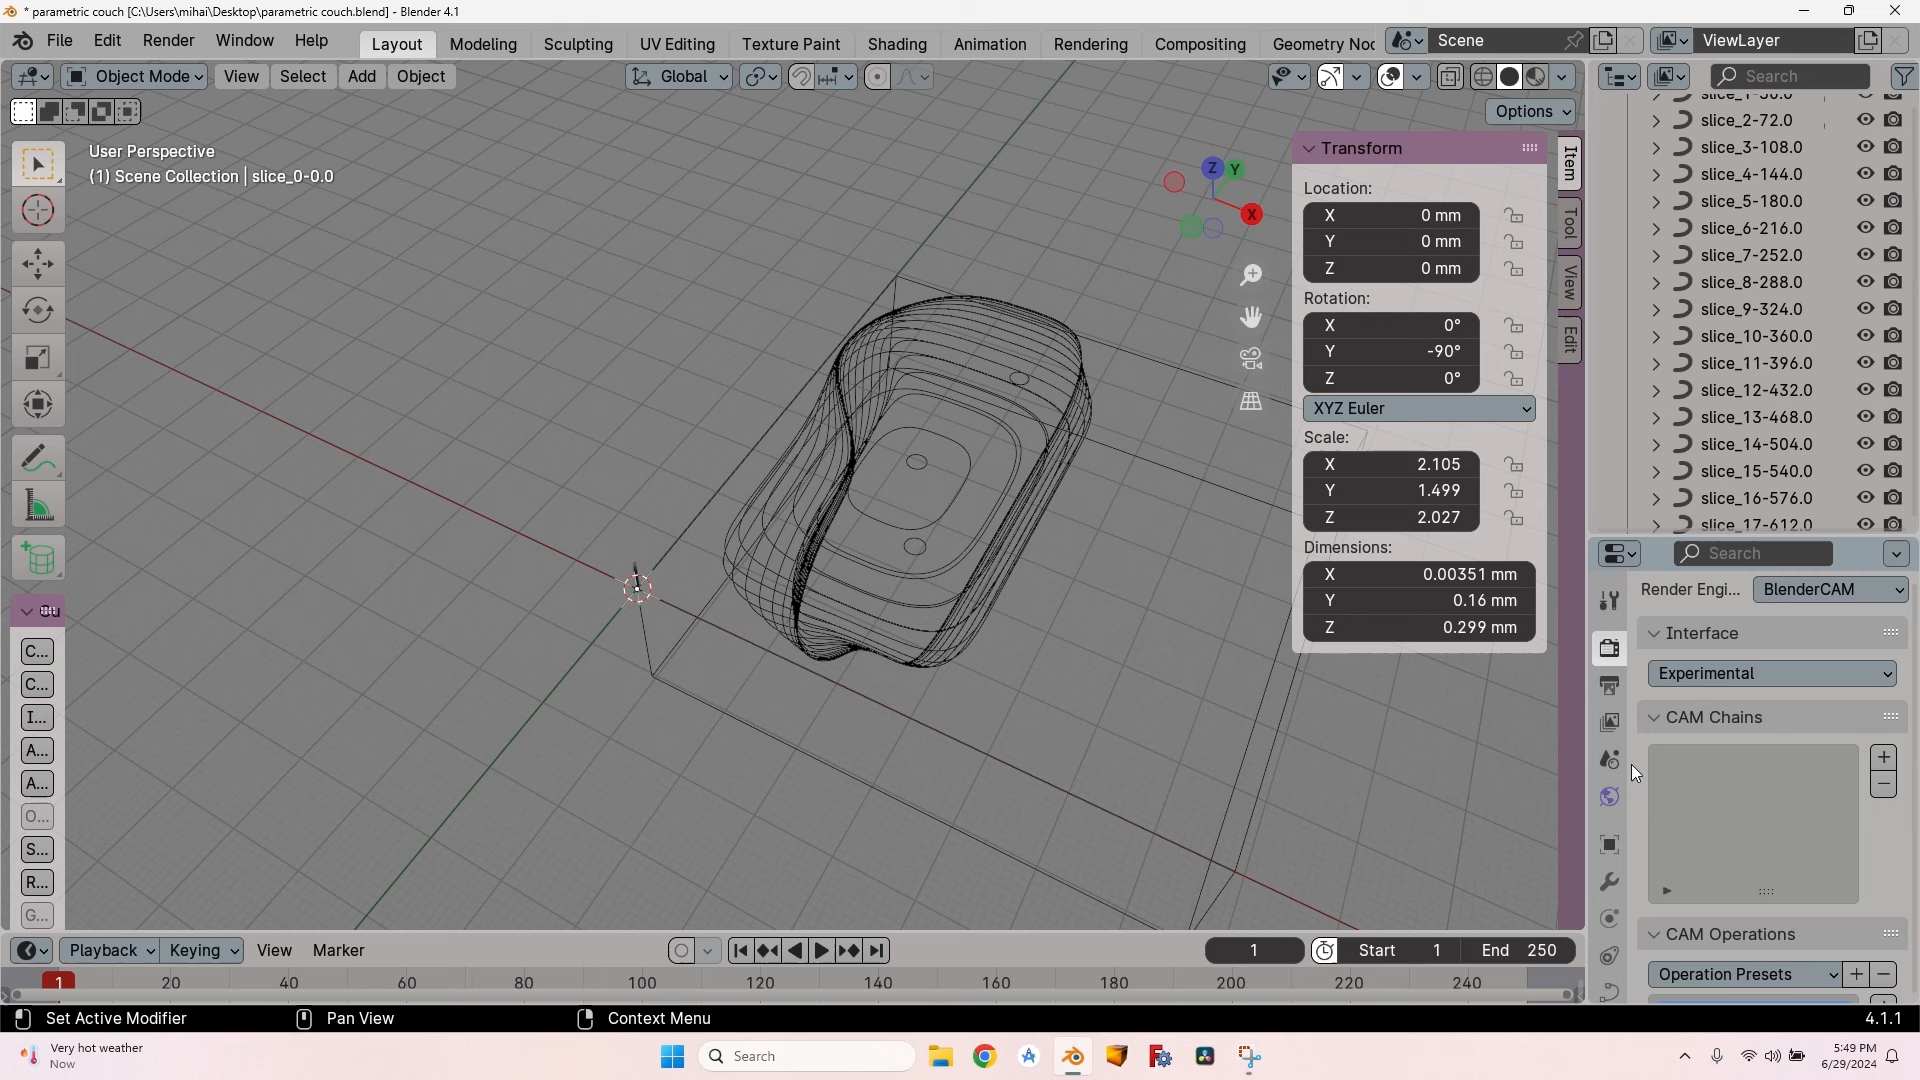 * parametric couch [C:\Users\mihai\Desktop\parametric couch.blend] - Blender 4.1
File Edit Render Window Help
Layout Modeling Sculpting UV Editing Texture Paint Shading Animation Rendering Compositing Geometry Noc
Scene
ViewLayer
Object Mode View Select Add Object
Global
Search
Options
User Perspective
(1) Scene Collection | slice_0-0.0
Z
Y
X
Transform
Location:
X 0 mm
Y 0 mm
Z 0 mm
Rotation:
X 0°
Y -90°
Z 0°
XYZ Euler
Scale:
X 2.105
Y 1.499
Z 2.027
Dimensions:
X 0.00351 mm
Y 0.16 mm
Z 0.299 mm
Item
Tool
View
Edit
slice_2-72.0
slice_3-108.0
slice_4-144.0
slice_5-180.0
slice_6-216.0
slice_7-252.0
slice_8-288.0
slice_9-324.0
slice_10-360.0
slice_11-396.0
slice_12-432.0
slice_13-468.0
slice_14-504.0
slice_15-540.0
slice_16-576.0
slice_17-612.0
Search
Render Engi... BlenderCAM
Interface
Experimental
CAM Chains
CAM Operations
Operation Presets
C...
C...
I...
A...
A...
O...
S...
R...
G...
Playback Keying View Marker
1
Start 1
End 250
1 20 40 60 80 100 120 140 160 180 200 220 240
Set Active Modifier
Pan View
Context Menu
4.1.1
Very hot weather
Now
Search
5:49 PM
6/29/2024